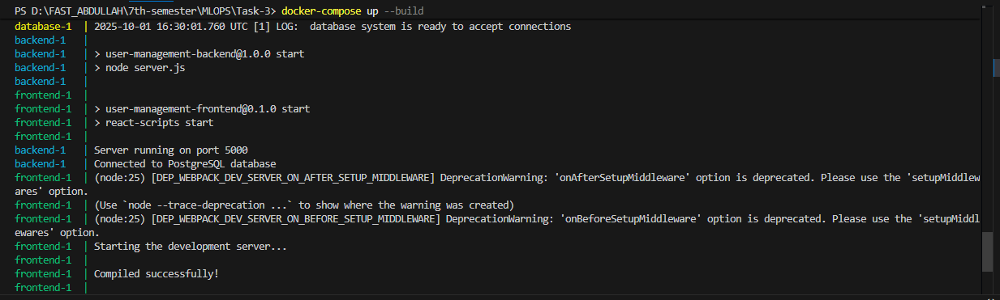 PS D:\FAST_ABDULLAH\7th-semester\MLOPS\Task-3> docker-compose up --build
database-1  | 2025-10-01 16:30:01.760 UTC [1] LOG:  database system is ready to accept connections
backend-1   |
backend-1   | > user-management-backend@1.0.0 start
backend-1   | > node server.js
backend-1   |
frontend-1  |
frontend-1  | > user-management-frontend@0.1.0 start
frontend-1  | > react-scripts start
frontend-1  |
backend-1   | Server running on port 5000
backend-1   | Connected to PostgreSQL database
frontend-1  | (node:25) [DEP_WEBPACK_DEV_SERVER_ON_AFTER_SETUP_MIDDLEWARE] DeprecationWarning: 'onAfterSetupMiddleware' option is deprecated. Please use the 'setupMiddlew
ares' option.
frontend-1  | (Use `node --trace-deprecation ...` to show where the warning was created)
frontend-1  | (node:25) [DEP_WEBPACK_DEV_SERVER_ON_BEFORE_SETUP_MIDDLEWARE] DeprecationWarning: 'onBeforeSetupMiddleware' option is deprecated. Please use the 'setupMiddl
ewares' option.
frontend-1  | Starting the development server...
frontend-1  |
frontend-1  | Compiled successfully!
frontend-1  |